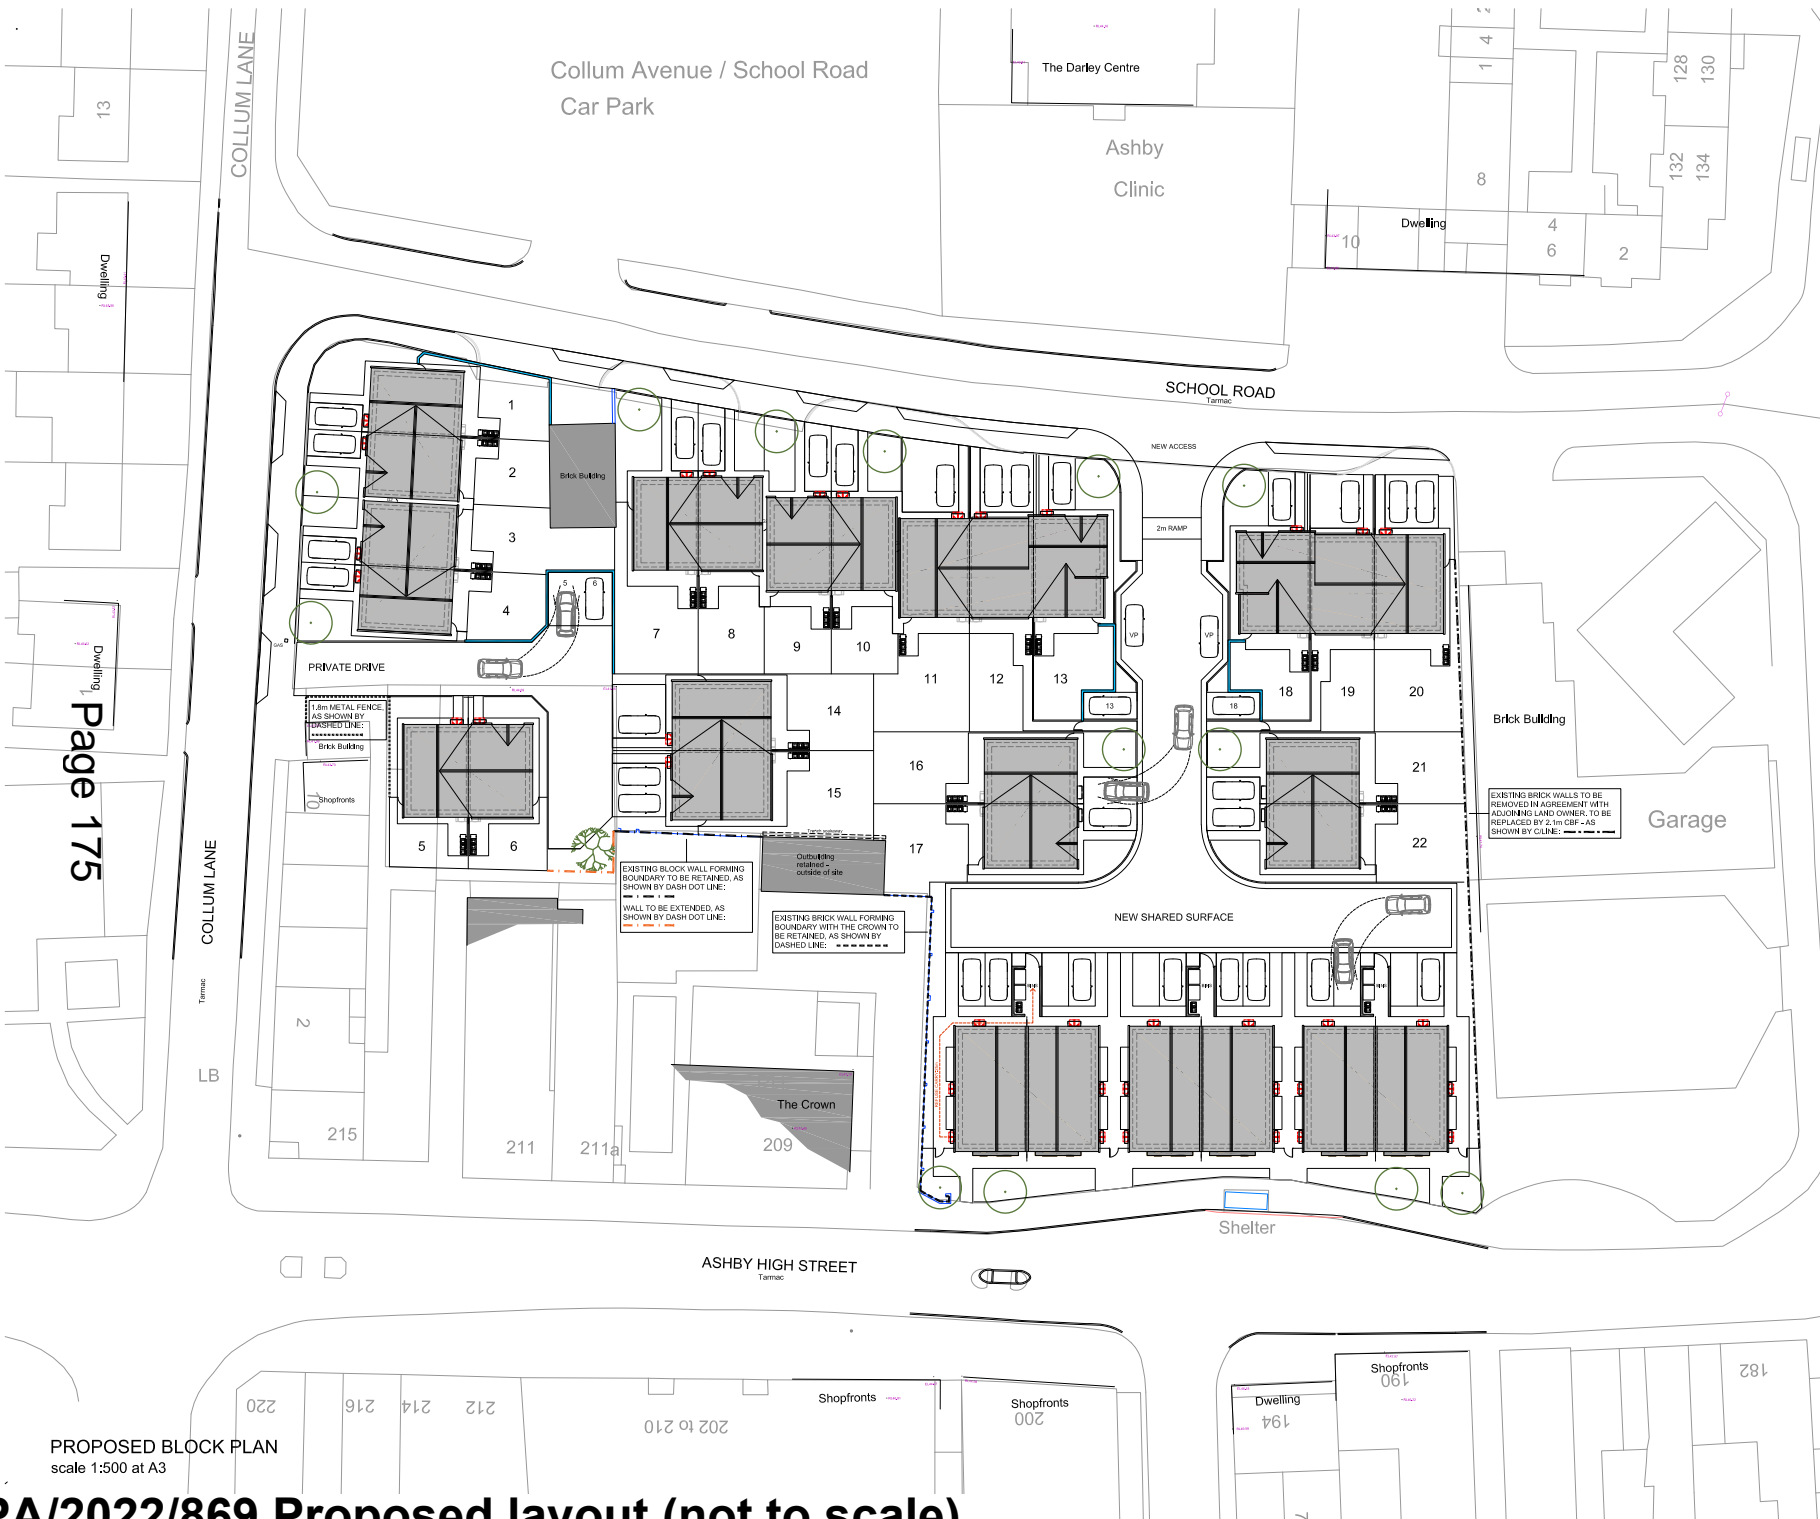 COLLUM LANE
Collum Avenue / School Road
Car Park
The Darley Centre
Ashby
Clinic
13
1
4
8
128
130
132
134
Dwelling
10
4
6
2
Dwelling
SCHOOL ROAD
Tarmac
NEW ACCESS
2m RAMP
1
2
Brick Building
3
4
5
6
7
8
9
10
11
12
13
VP
VP
13
18
18
19
20
GAS
PRIVATE DRIVE
Dwelling
1
Page 175
1.8m METAL FENCE,
AS SHOWN BY
DASHED LINE:
Brick Building
Shopfronts
10
14
15
16
17
5
6
21
22
Brick Building
EXISTING BRICK WALLS TO BE
REMOVED IN AGREEMENT WITH
ADJOINING LAND OWNER. TO BE
REPLACED BY 2.1m CBF - AS
SHOWN BY C/LINE:
Garage
EXISTING BLOCK WALL FORMING
BOUNDARY TO BE RETAINED, AS
SHOWN BY DASH DOT LINE:
WALL TO BE EXTENDED, AS
SHOWN BY DASH DOT LINE:
Outbuilding
retained -
outside of site
EXISTING BRICK WALL FORMING
BOUNDARY WITH THE CROWN TO
BE RETAINED, AS SHOWN BY
DASHED LINE:
NEW SHARED SURFACE
COLLUM LANE
Tarmac
2
LB
215
211
211a
The Crown
209
Shelter
ASHBY HIGH STREET
Tarmac
220
216
214
212
202 to 210
Shopfronts
Shopfronts
200
Dwelling
194
Shopfronts
190
182
7
PROPOSED BLOCK PLAN
scale 1:500 at A3
PA/2022/869 Proposed layout (not to scale)